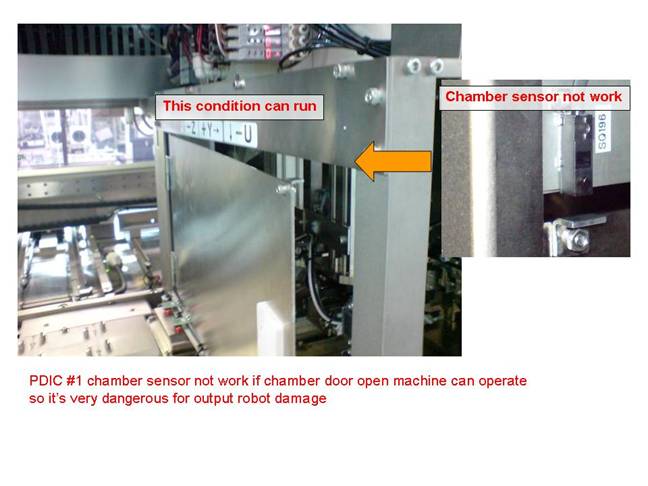 This condition can run
Chamber sensor not work
-Z +Y→ -U
SQ196
PDIC #1 chamber sensor not work if chamber door open machine can operate
so it's very dangerous for output robot damage